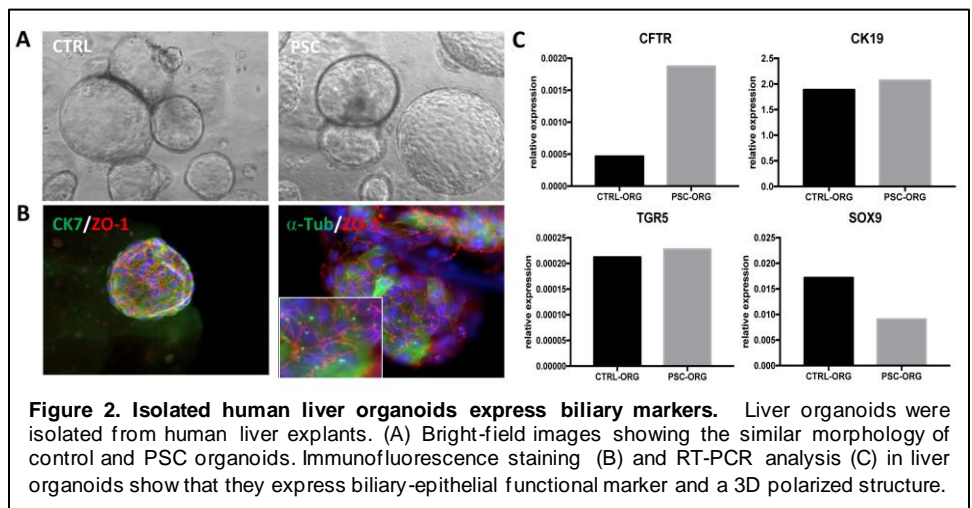 A
CTRL
PSC
B
CK7/ZO-1
α-Tub/ZO-1
C
CFTR
relative expression
0.0020
0.0015
0.0010
0.0005
0.0000
CTRL-ORG PSC-ORG
CK19
relative expression
2.5
2.0
1.5
1.0
0.5
0.0
CTRL-ORG PSC-ORG
TGR5
relative expression
0.00025
0.00020
0.00015
0.00010
0.00005
0.00000
CTRL-ORG PSC-ORG
SOX9
relative expression
0.025
0.020
0.015
0.010
0.005
0.000
CTRL-ORG PSC-ORG
Figure 2. Isolated human liver organoids express biliary markers. Liver organoids were
isolated from human liver explants. (A) Bright-field images showing the similar morphology of
control and PSC organoids. Immunofluorescence staining (B) and RT-PCR analysis (C) in liver
organoids show that they express biliary-epithelial functional marker and a 3D polarized structure.